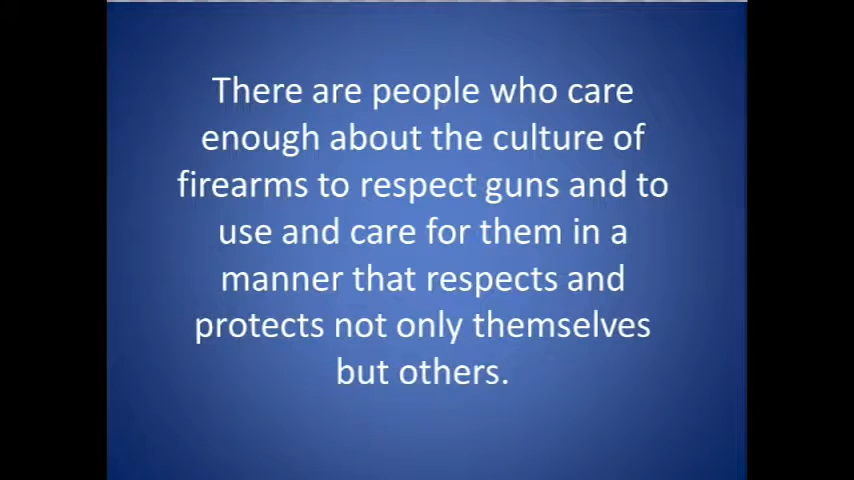 There are people who care
enough about the culture of
firearms to respect guns and to
use and care for them in a
manner that respects and
protects not only themselves
but others.